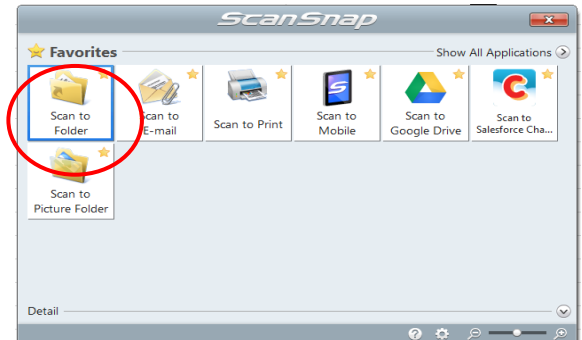 ScanSnap
Favorites
Show All Applications
Scan to
Folder
Scan to
E-mail
Scan to Print
Scan to
Mobile
Scan to
Google Drive
Scan to
Salesforce Cha...
Scan to
Picture Folder
Detail